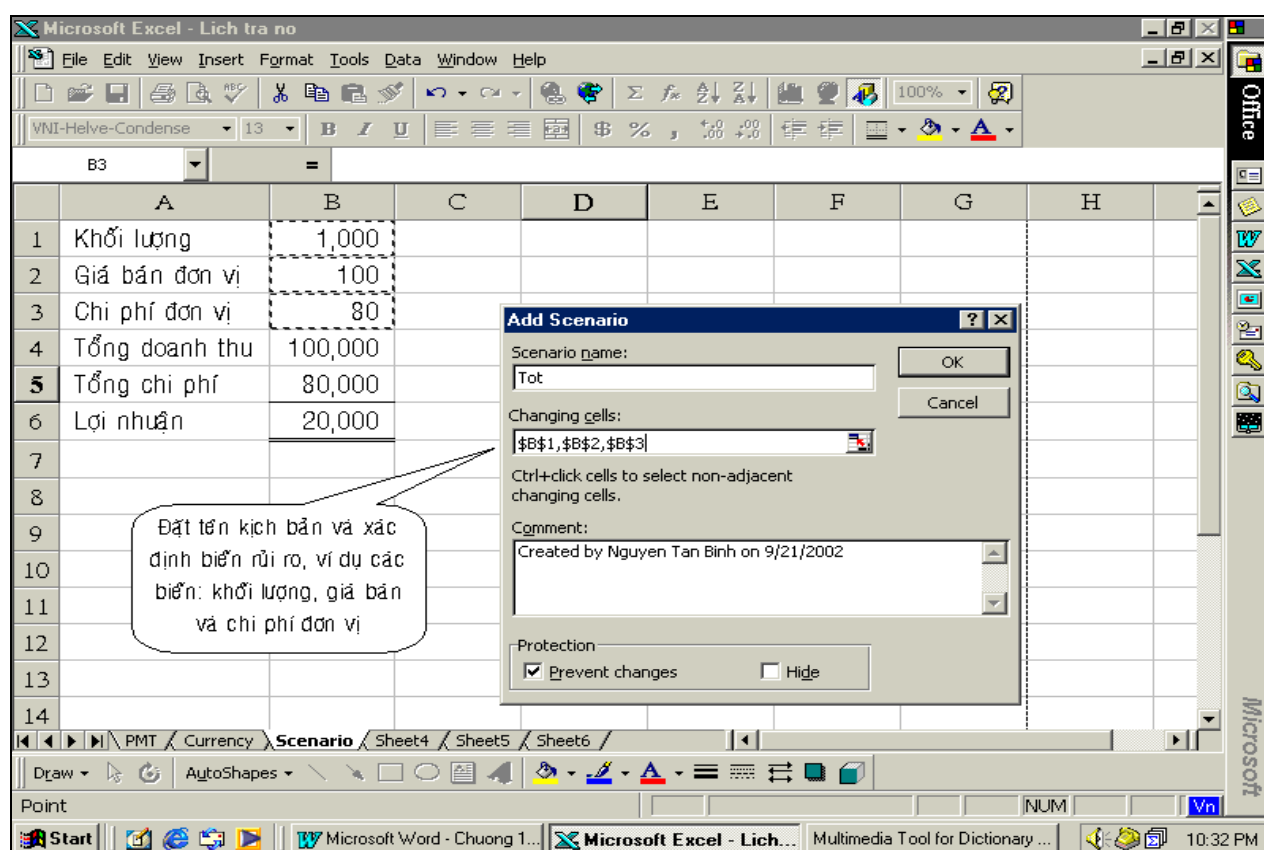 Microsoft Excel - Lich tra no
File Edit View Insert Format Tools Data Window Help
100%
VNI-Helve-Condense 13 B I U $ % ,
B3 =
A B C D E F G H
1 Khối lượng 1,000
2 Giá bán đơn vị 100
3 Chi phí đơn vị 80
4 Tổng doanh thu 100,000
5 Tổng chi phí 80,000
6 Lợi nhuận 20,000
7
8
9
10
11
12
13
14
Đặt tên kịch bản và xác
định biến rủi ro, ví dụ các
biến: khối lượng, giá bán
và chi phí đơn vị
Add Scenario
Scenario name:
Tot
OK
Cancel
Changing cells:
$B$1,$B$2,$B$3
Ctrl+click cells to select non-adjacent
changing cells.
Comment:
Created by Nguyen Tan Binh on 9/21/2002
Protection
Prevent changes Hide
PMT Currency Scenario Sheet4 Sheet5 Sheet6
Draw AutoShapes
Point NUM Vn
Start Microsoft Word - Chuong 1... Microsoft Excel - Lich... Multimedia Tool for Dictionary ... 10:32 PM
Office
Microsoft